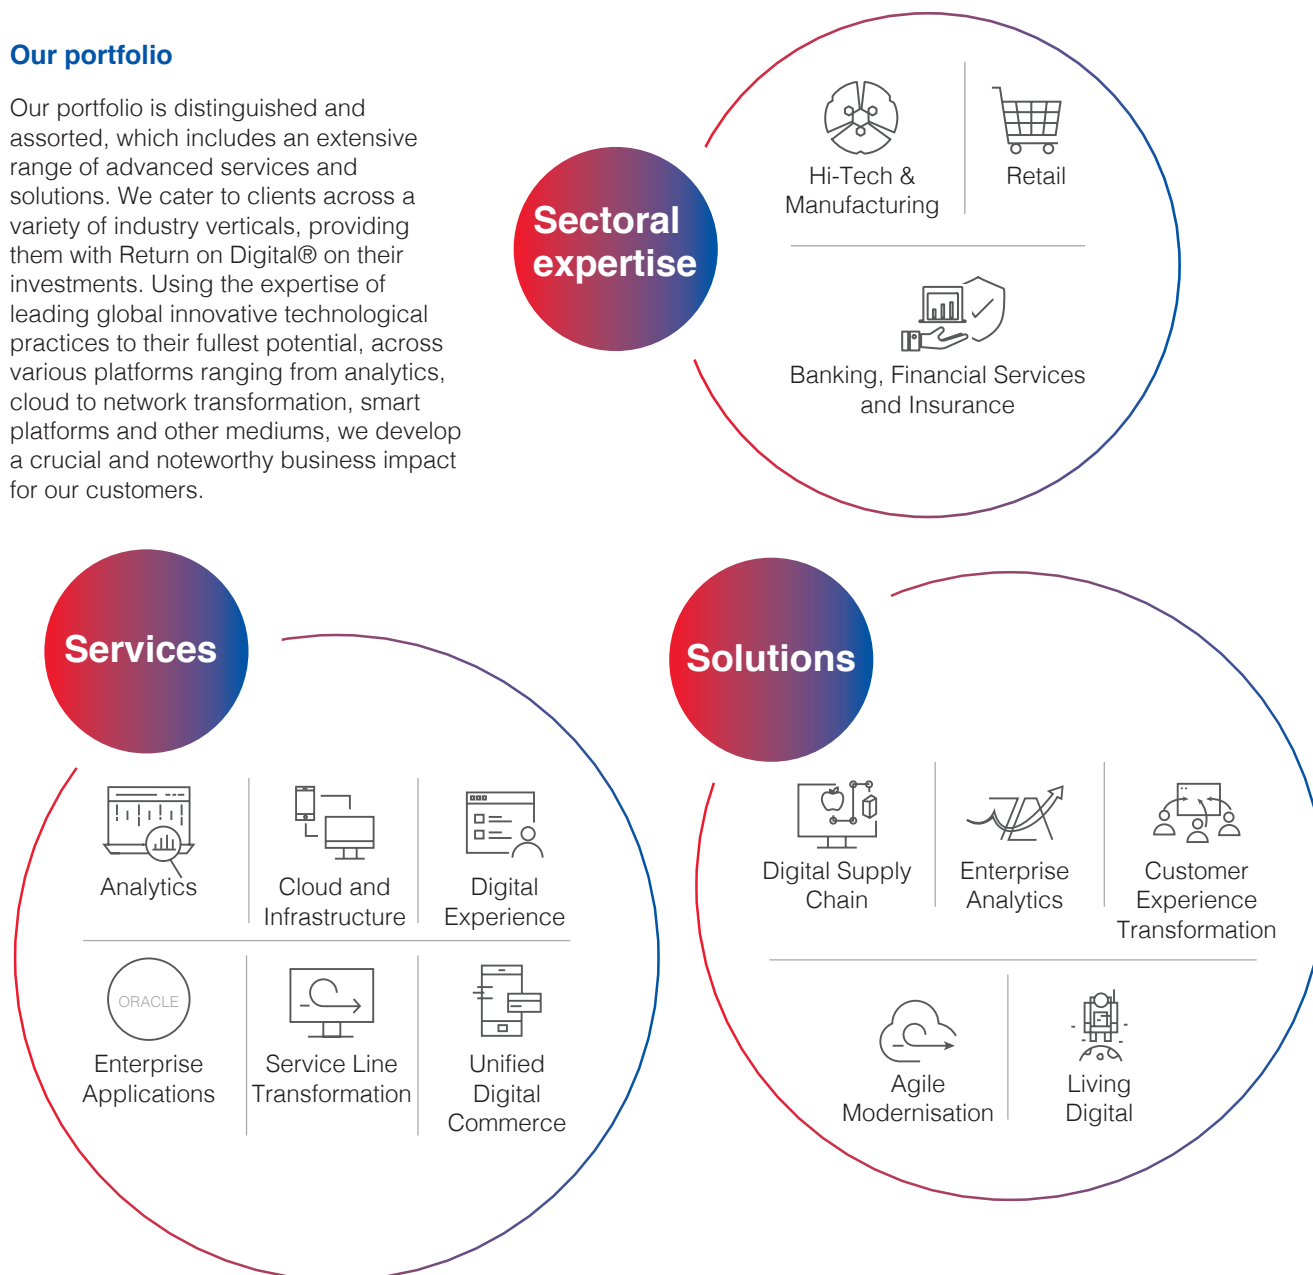 Our portfolio
Our portfolio is distinguished and
assorted, which includes an extensive
range of advanced services and
solutions. We cater to clients across a
variety of industry verticals, providing
them with Return on Digital® on their
investments. Using the expertise of
leading global innovative technological
practices to their fullest potential, across
various platforms ranging from analytics,
cloud to network transformation, smart
platforms and other mediums, we develop
a crucial and noteworthy business impact
for our customers.
Sectoral
expertise
Hi-Tech &
Manufacturing
Retail
Banking, Financial Services
and Insurance
Services
Analytics
Cloud and
Infrastructure
Digital
Experience
ORACLE
Enterprise
Applications
Service Line
Transformation
Unified
Digital
Commerce
Solutions
Digital Supply
Chain
Enterprise
Analytics
Customer
Experience
Transformation
Agile
Modernisation
Living
Digital